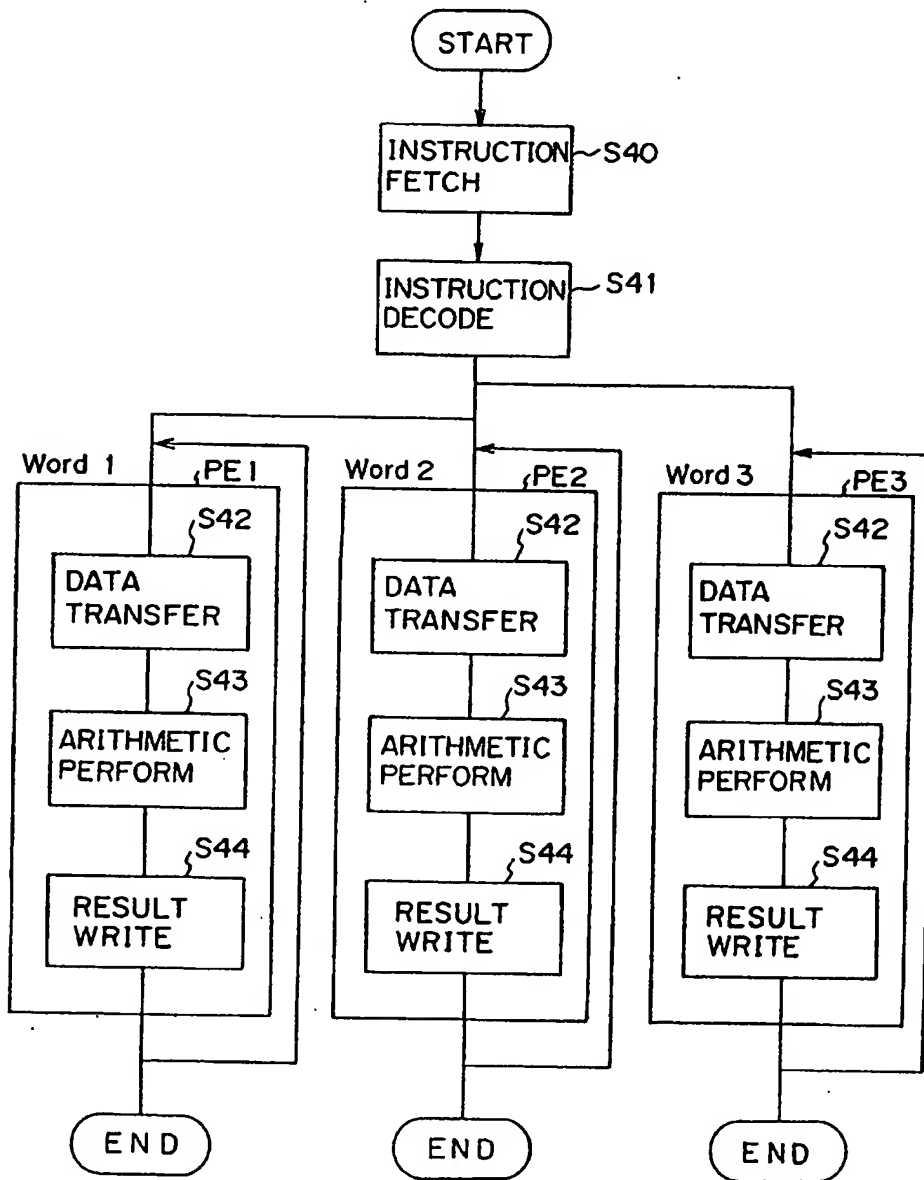 START
INSTRUCTION
FETCH
S40
INSTRUCTION
DECODE
S41
Word 1
PE1
S42
DATA
TRANSFER
S43
ARITHMETIC
PERFORM
S44
RESULT
WRITE
END
Word 2
PE2
S42
DATA
TRANSFER
S43
ARITHMETIC
PERFORM
S44
RESULT
WRITE
END
Word 3
PE3
S42
DATA
TRANSFER
S43
ARITHMETIC
PERFORM
S44
RESULT
WRITE
END